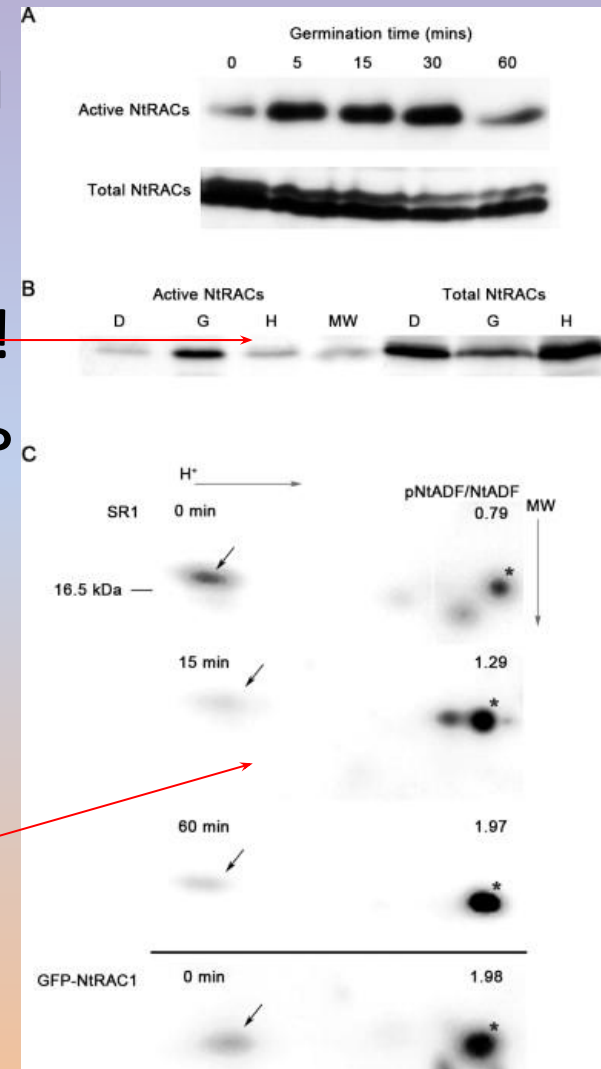 A
Germination time (mins)
0 5 15 30 60
Active NtRACs
Total NtRACs
B
Active NtRACs Total NtRACs
D G H MW D G H
!
C
H⁺
pNtADF/NtADF
MW
SR1 0 min 0.79
*
16.5 kDa
15 min 1.29
*
60 min 1.97
*
GFP-NtRAC1 0 min 1.98
*